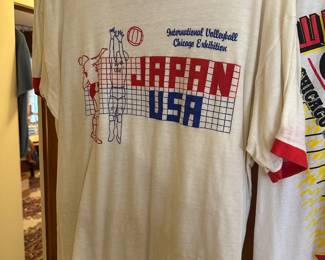 International Volleyball
Chicago Exhibition
JAPAN
USA